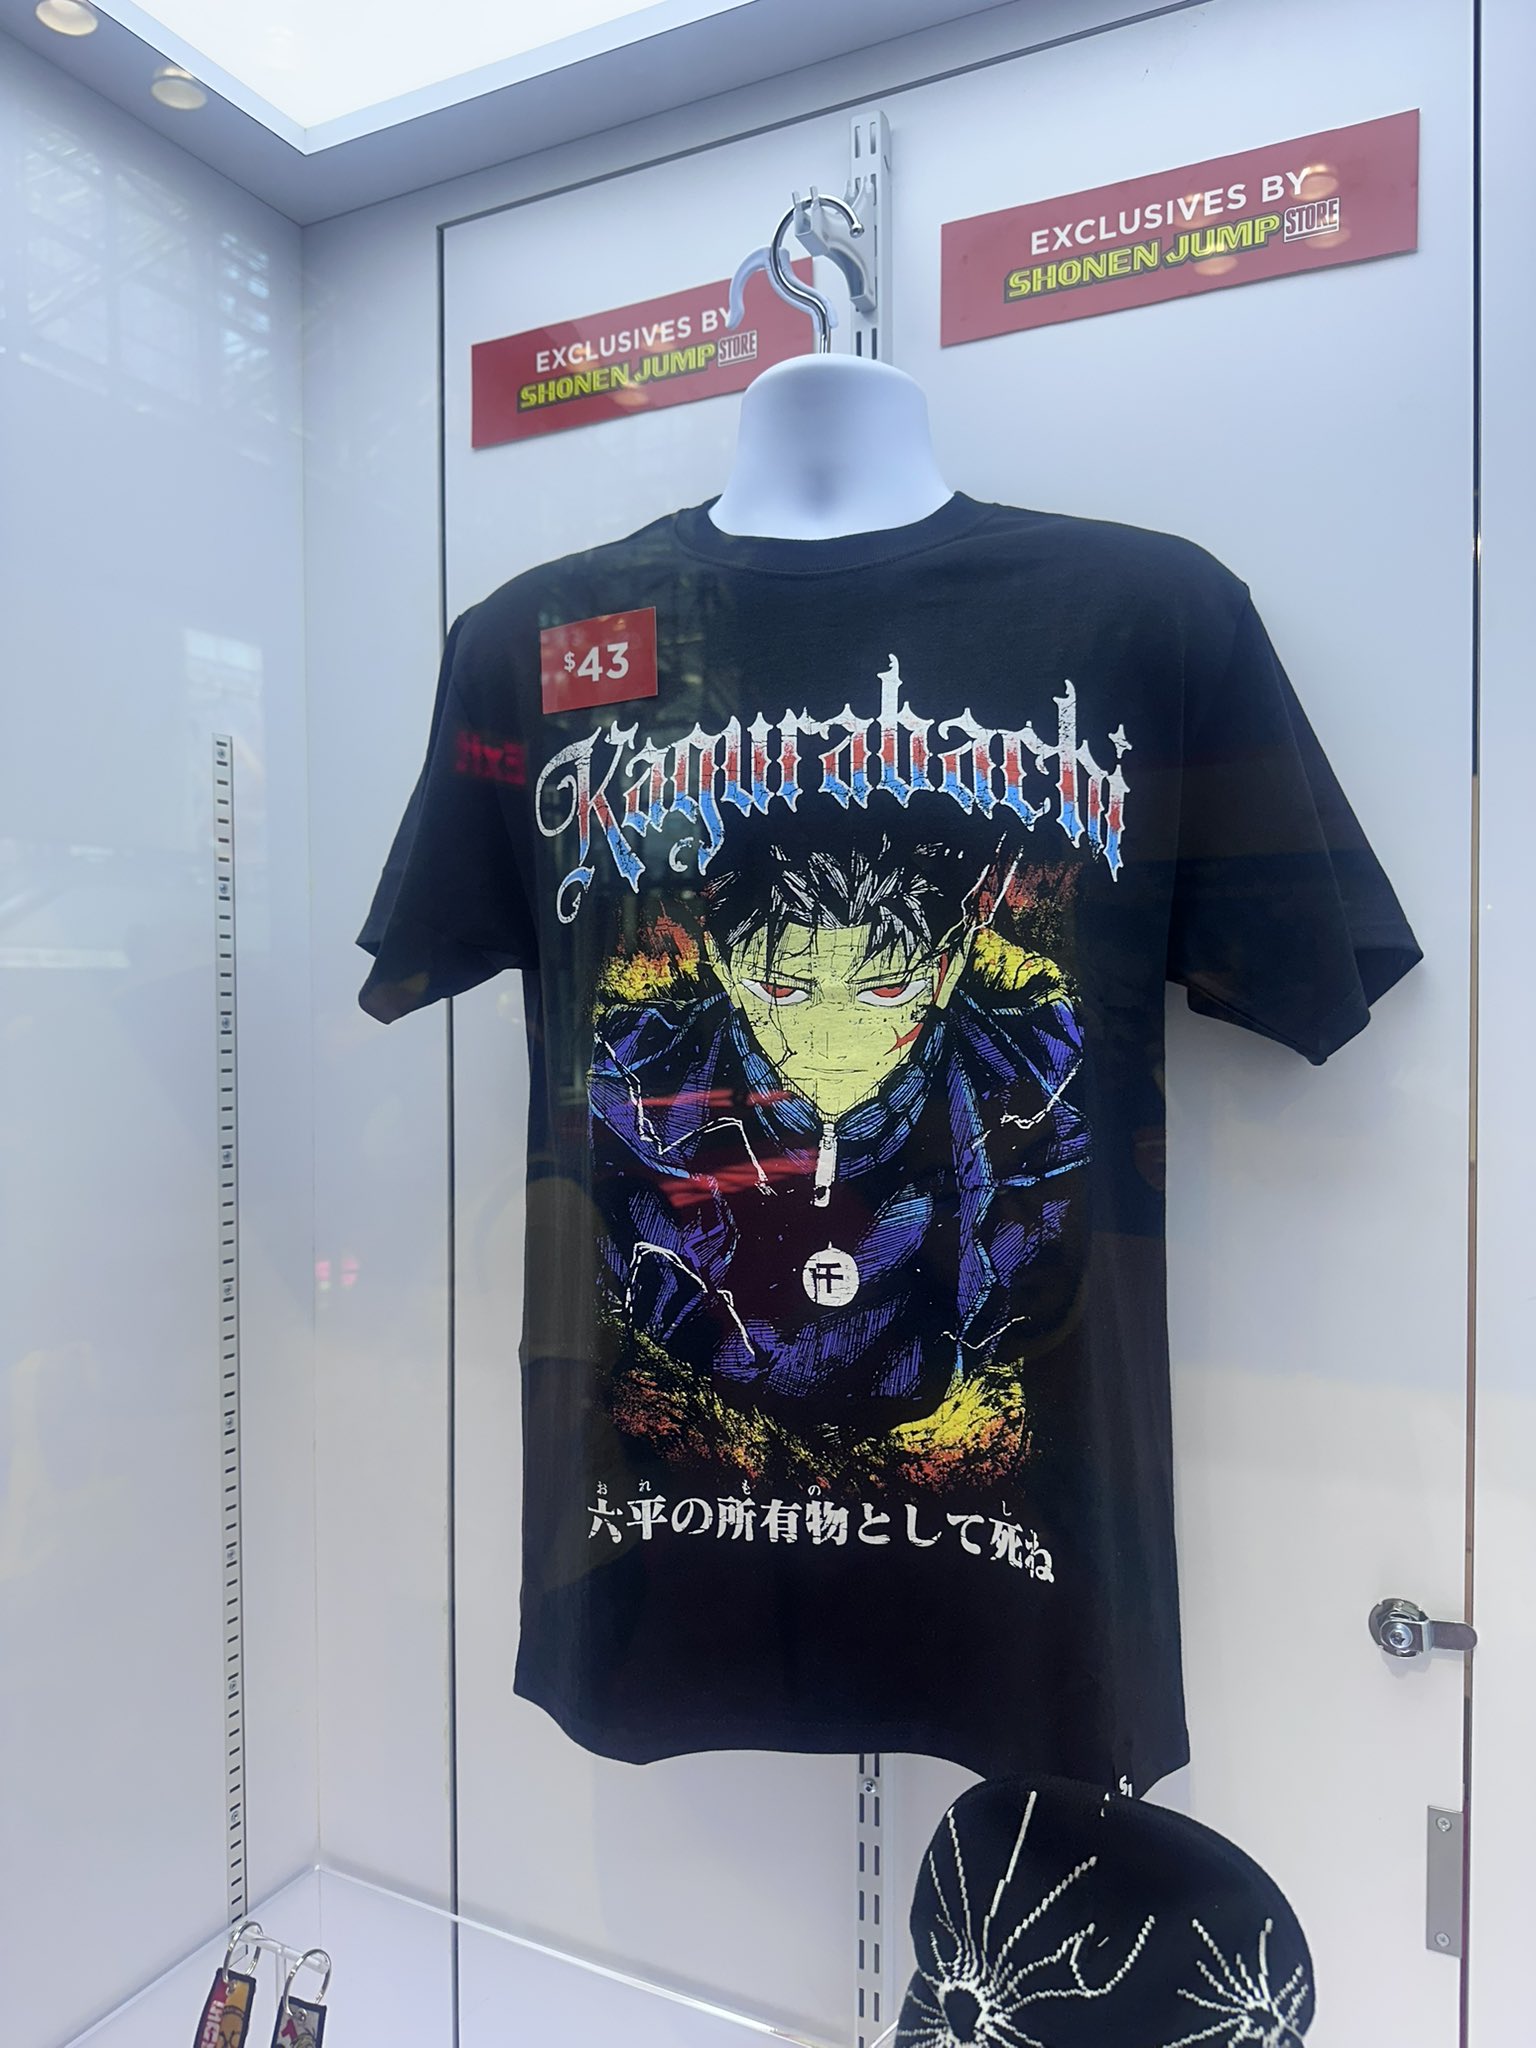 EXCLUSIVES BY
SHONEN JUMP STORE
EXCLUSIVES BY
SHONEN JUMP STORE
$43
Kagurabachi
仟
おれ もの し
六平の所有物として死ね